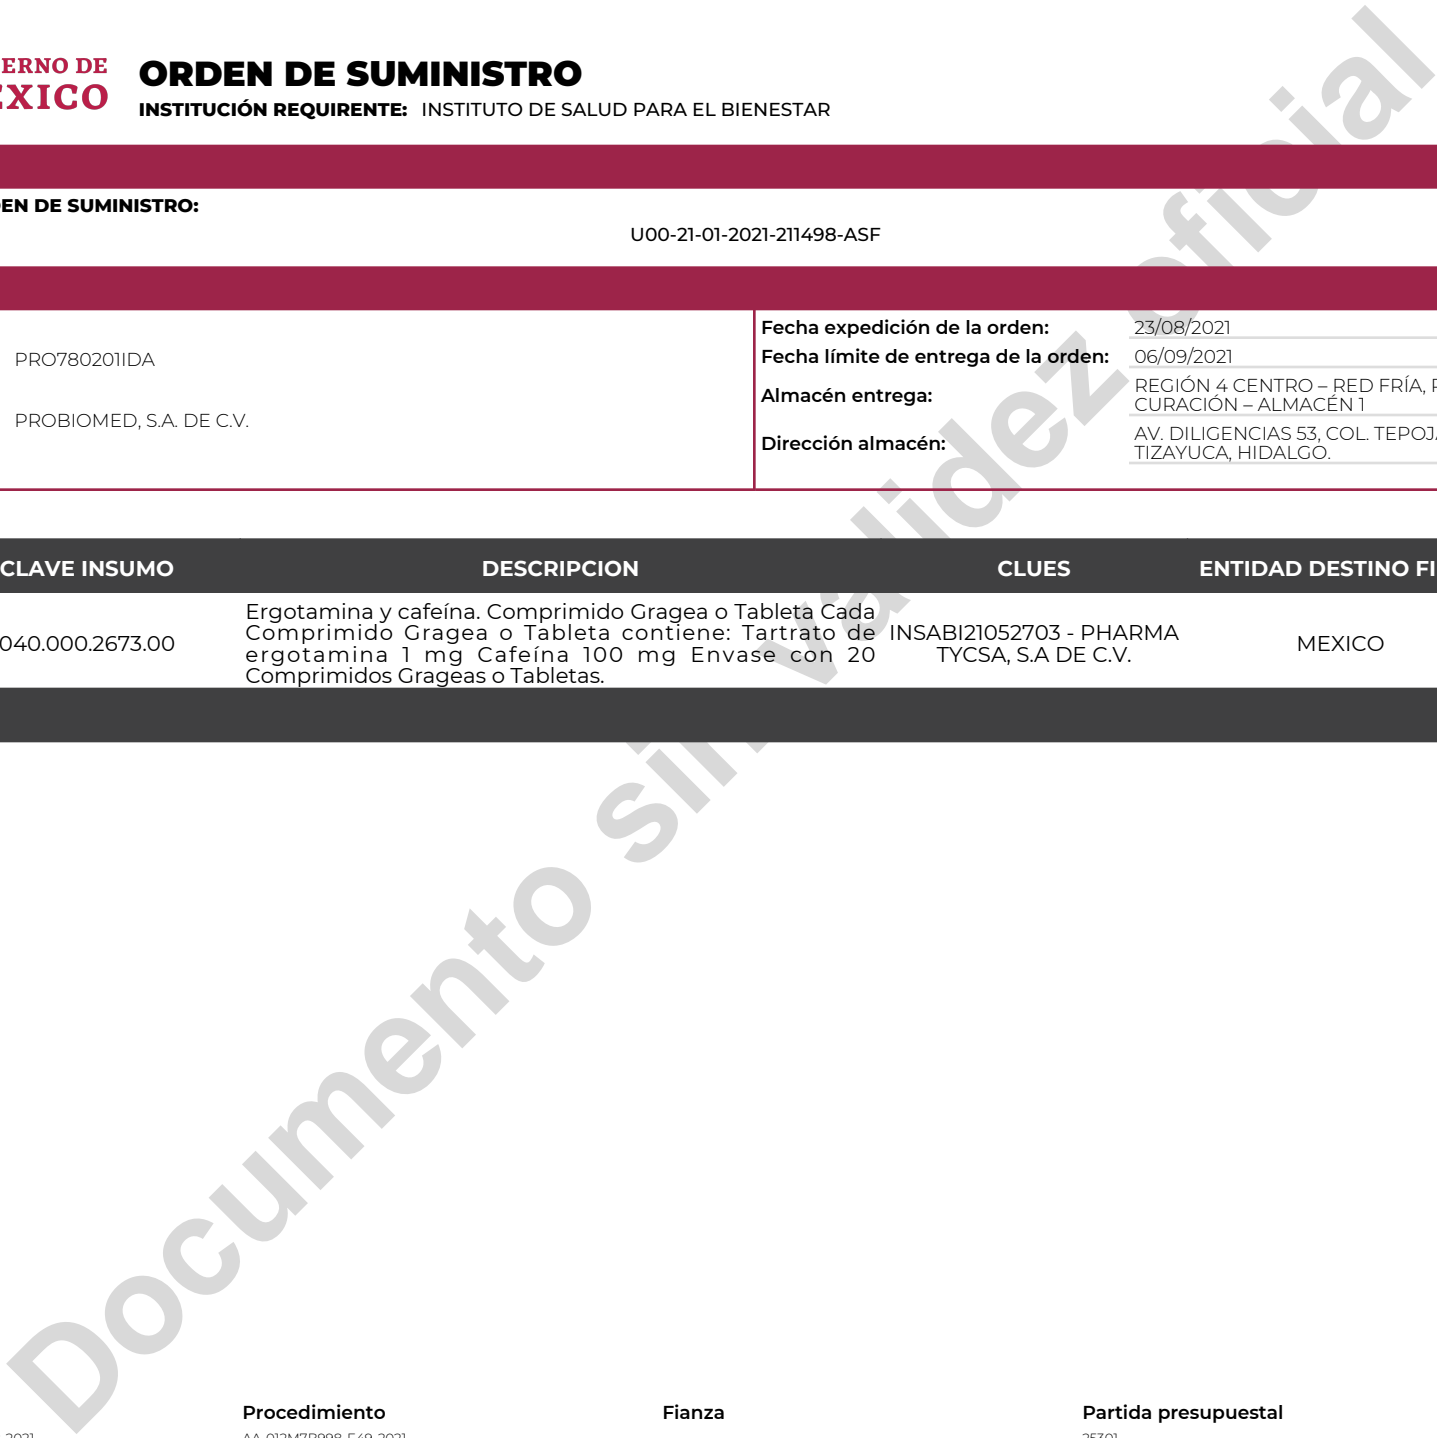 ERNO DE
EXICO
ORDEN DE SUMINISTRO
INSTITUCIÓN REQUIRENTE: INSTITUTO DE SALUD PARA EL BIENESTAR
EN DE SUMINISTRO:
U00-21-01-2021-211498-ASF
PRO780201IDA
PROBIOMED, S.A. DE C.V.
Fecha expedición de la orden: 23/08/2021
Fecha límite de entrega de la orden: 06/09/2021
Almacén entrega:
REGIÓN 4 CENTRO – RED FRÍA,
CURACIÓN – ALMACÉN 1
Dirección almacén:
AV. DILIGENCIAS 53, COL. TEPOJ
TIZAYUCA, HIDALGO.
CLAVE INSUMO DESCRIPCION CLUES ENTIDAD DESTINO FI
040.000.2673.00
Ergotamina y cafeína. Comprimido Gragea o Tableta Cada
Comprimido Gragea o Tableta contiene: Tartrato de
ergotamina 1 mg Cafeína 100 mg Envase con 20
Comprimidos Grageas o Tabletas.
INSABI21052703 - PHARMA
TYCSA, S.A DE C.V.
MEXICO
Documento sin validez oficial
Procedimiento Fianza Partida presupuestal